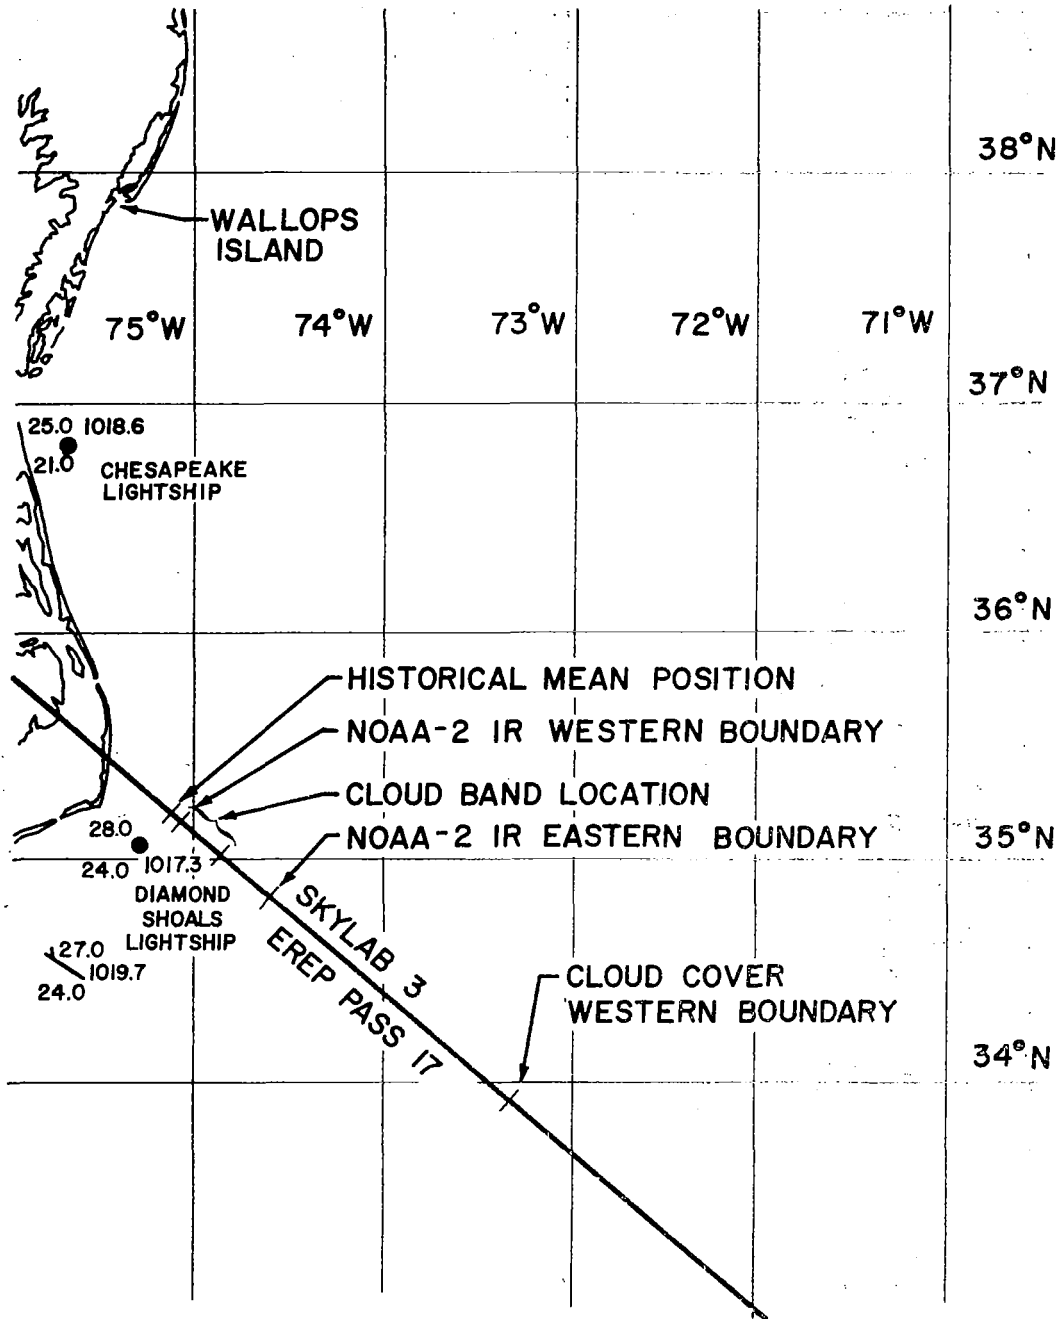 38°N
WALLOPS
ISLAND
75°W 74°W 73°W 72°W 71°W
37°N
25.0 1018.6
21.0
CHESAPEAKE
LIGHTSHIP
36°N
HISTORICAL MEAN POSITION
NOAA-2 IR WESTERN BOUNDARY
CLOUD BAND LOCATION
NOAA-2 IR EASTERN BOUNDARY
35°N
28.0
24.0 1017.3
DIAMOND
SHOALS
LIGHTSHIP
SKYLAB 3
EREP PASS 17
27.0
1019.7
24.0
CLOUD COVER
WESTERN BOUNDARY
34°N